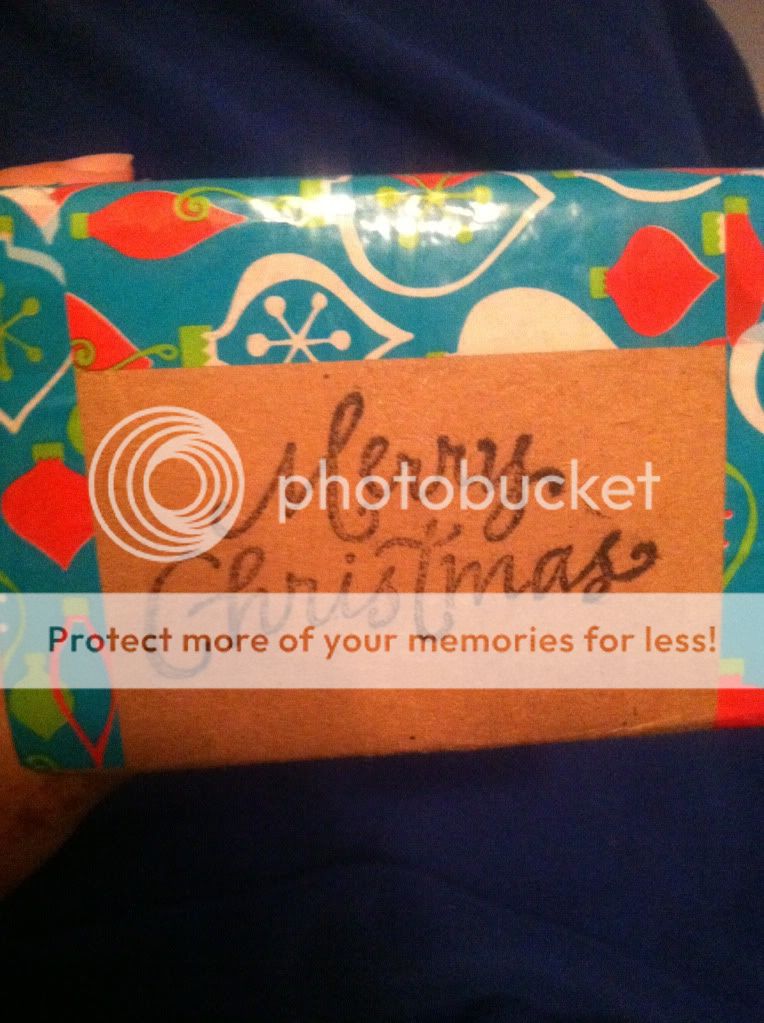 Merry
photobucket
Christmas
Protect more of your memories for less!